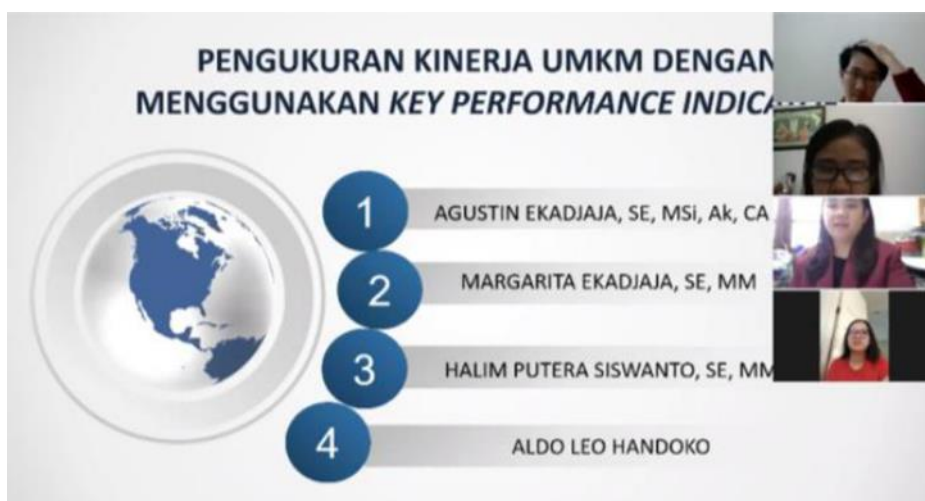 PENGUKURAN KINERJA UMKM DENGAN
MENGGUNAKAN KEY PERFORMANCE
1
AGUSTIN EKADJAJA, SE, MSi, Ak, CA
2
MARGARITA EKADJAJA, SE, MM
3
HALIM PUTERA SISWANTO, SE, MM
4
ALDO LEO HANDOKO